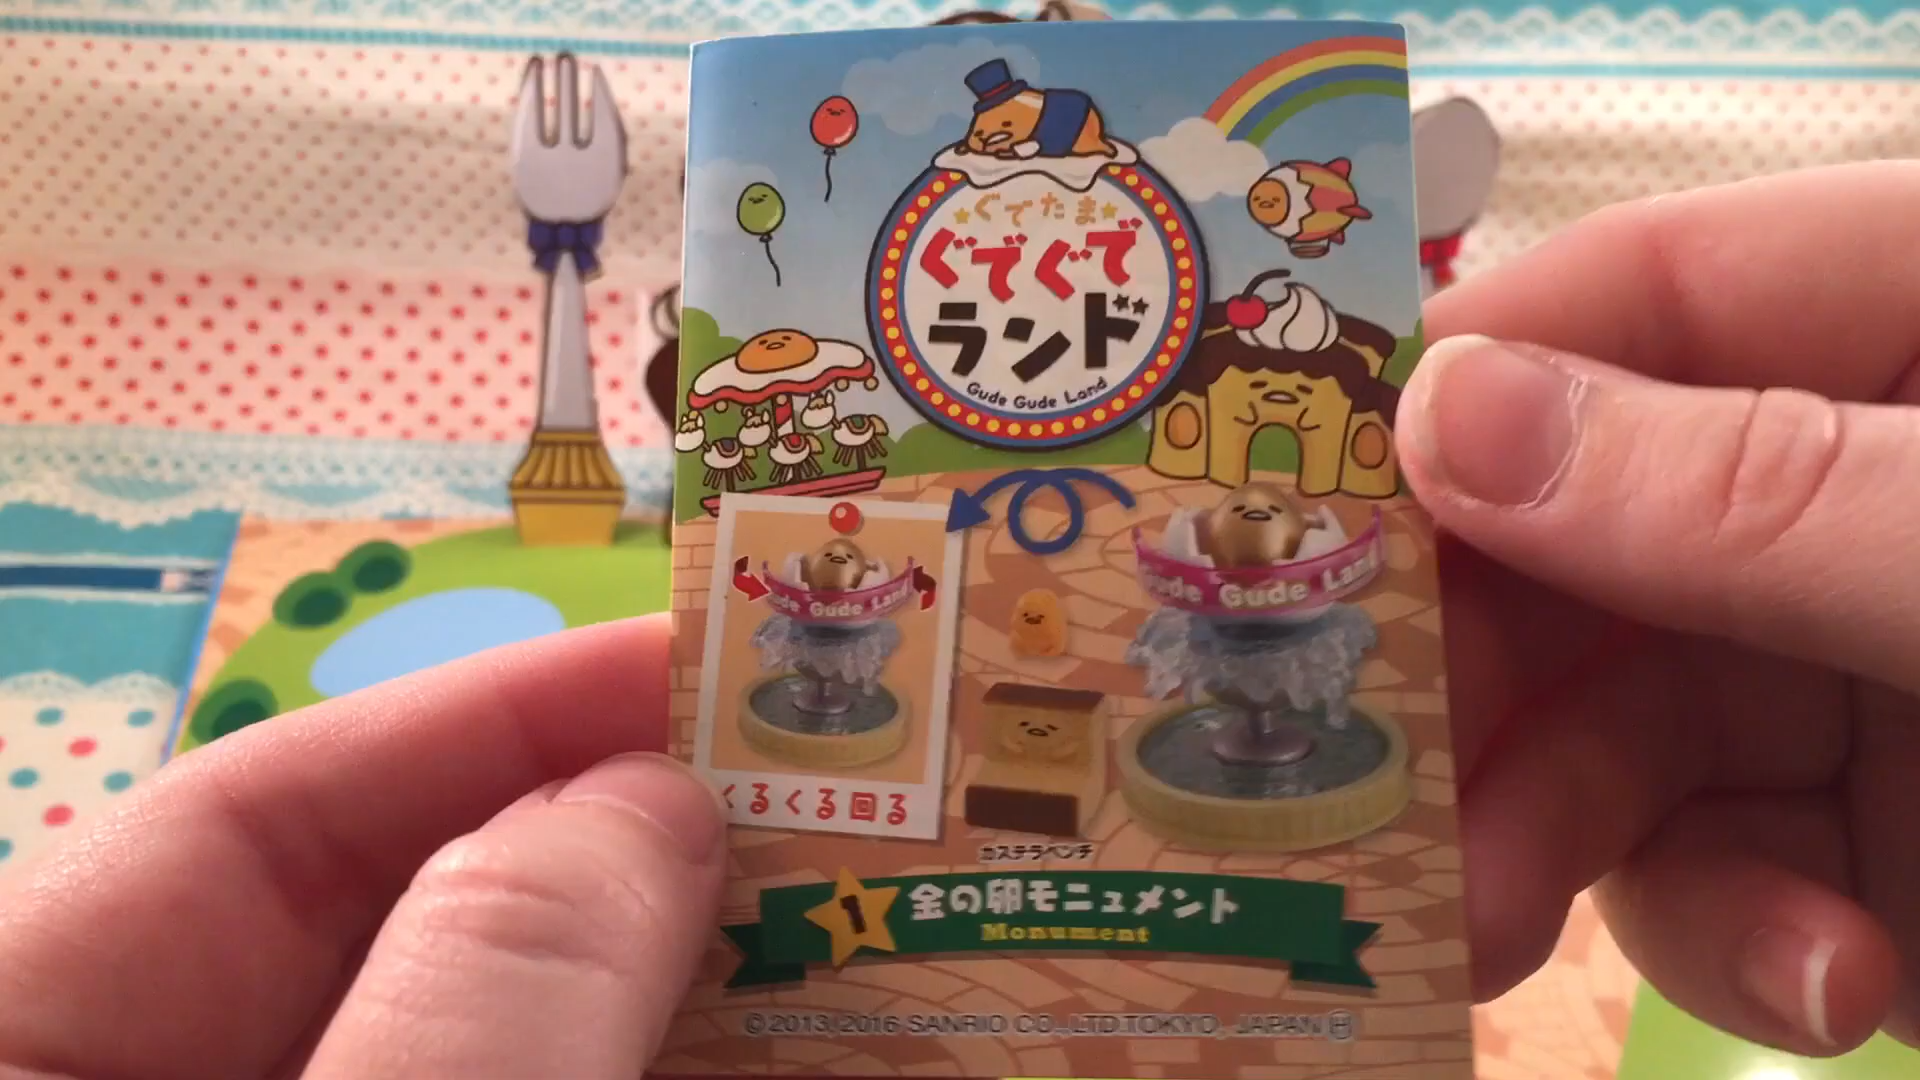 ぐでたま
ぐでぐで
ランド
Gude Gude Land
ude Gude Land
ude Gude Land
くるくる回る
カステラベンチ
1 金の卵モニュメント
Monument
©2013,2016 SANRIO CO.,LTD.TOKYO, JAPAN Ⓗ